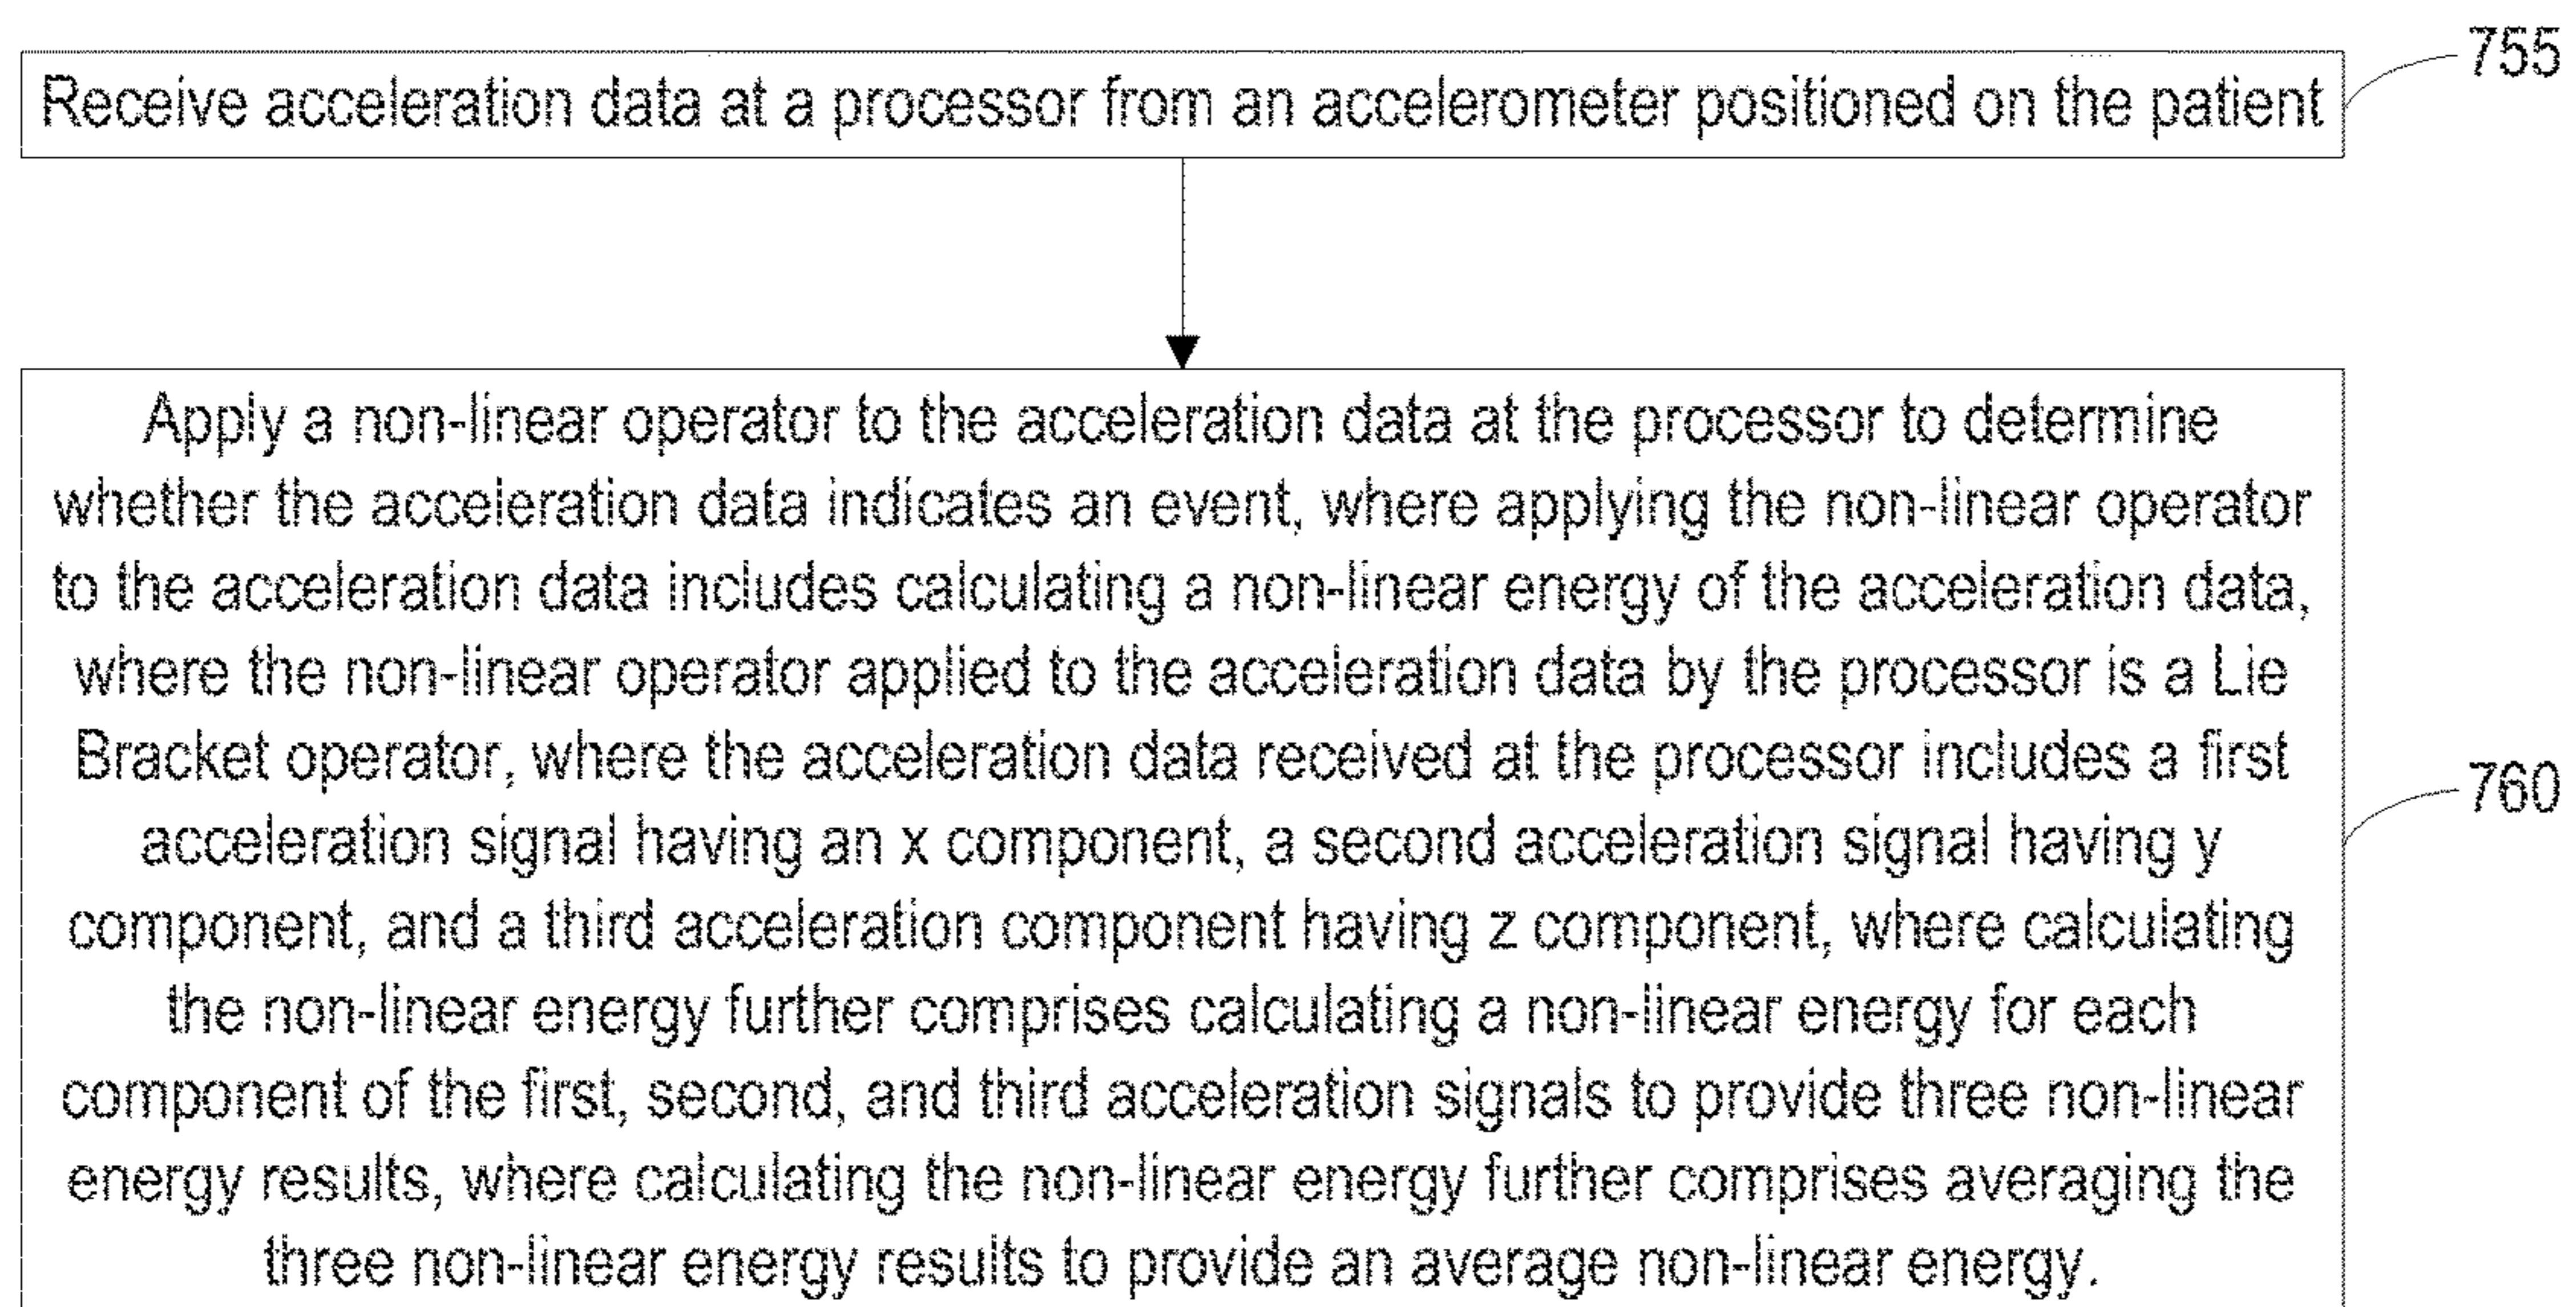 755
Receive acceleration data at a processor from an accelerometer positioned on the patient
Apply a non-linear operator to the acceleration data at the processor to determine
whether the acceleration data indicates an event, where applying the non-linear operator
to the acceleration data includes calculating a non-linear energy of the acceleration data,
where the non-linear operator applied to the acceleration data by the processor is a Lie
Bracket operator, where the acceleration data received at the processor includes a first
760
acceleration signal having an x component, a second acceleration signal having y
component, and a third acceleration component having z component, where calculating
the non-linear energy further comprises calculating a non-linear energy for each
component of the first, second, and third acceleration signals to provide three non-linear
energy results, where calculating the non-linear energy further comprises averaging the
three non-linear energy results to provide an average non-linear energy.